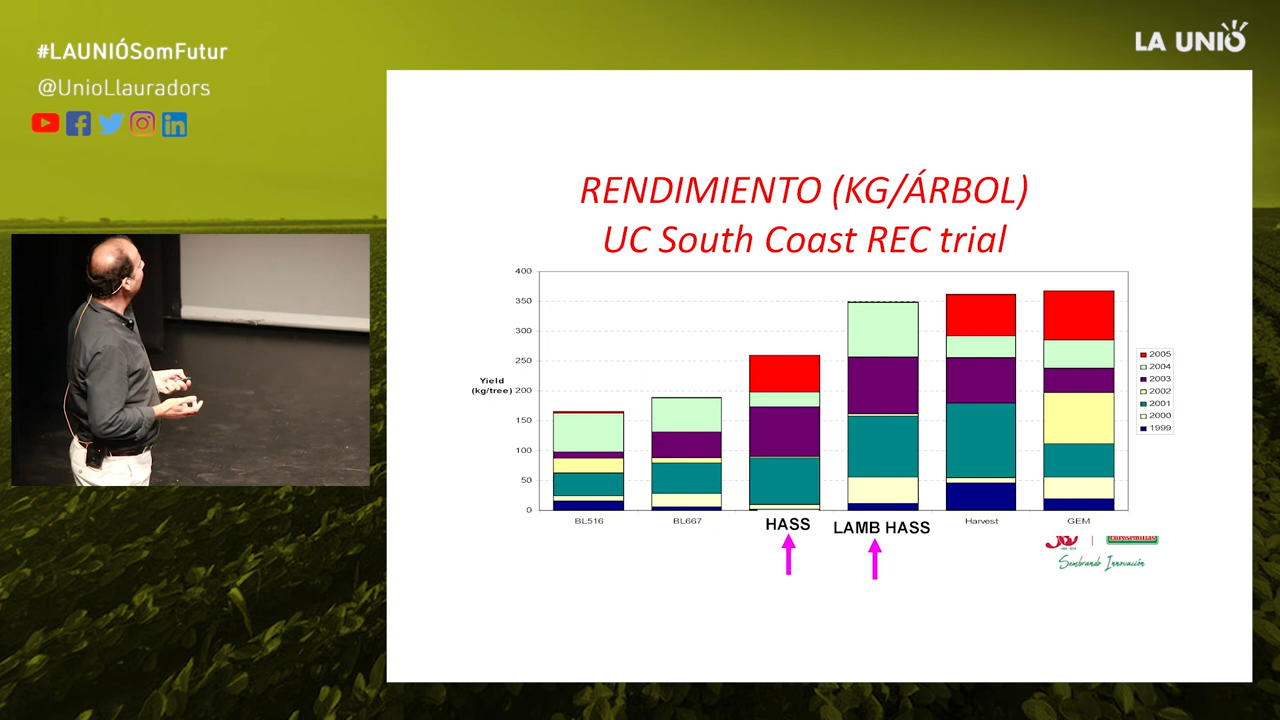 #LAUNIÓSomFutur
@UnioLlauradors
LA UNIÓ
RENDIMIENTO (KG/ÁRBOL)
UC South Coast REC trial
400
350
300
250
200
150
100
50
0
Yield
(kg/tree)
BL516
BL667
HASS
LAMB HASS
Harvest
GEM
2005
2004
2003
2002
2001
2000
1999
Sembrando Innovación